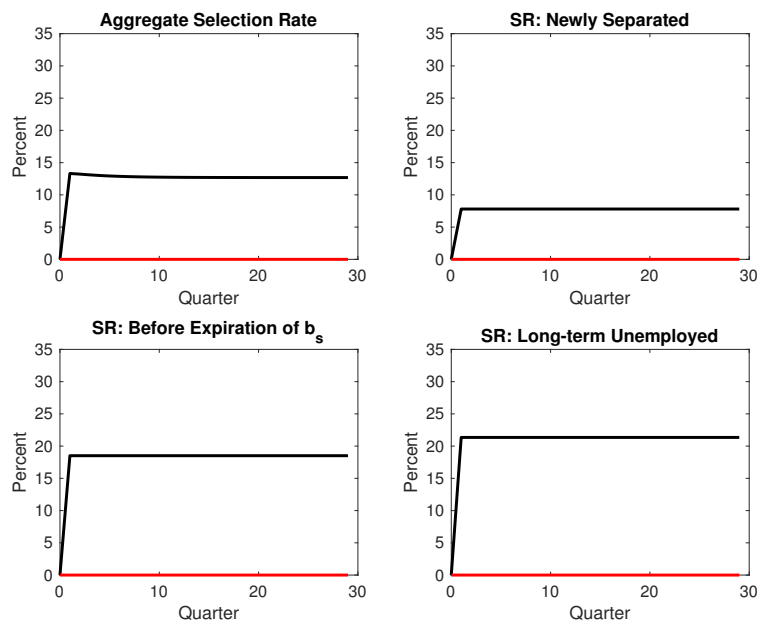 Aggregate Selection Rate
35
30
25
20
15
10
5
0
Percent
0 10 20 30
Quarter
SR: Newly Separated
35
30
25
20
15
10
5
0
Percent
0 10 20 30
Quarter
SR: Before Expiration of b_s
35
30
25
20
15
10
5
0
Percent
0 10 20 30
Quarter
SR: Long-term Unemployed
35
30
25
20
15
10
5
0
Percent
0 10 20 30
Quarter